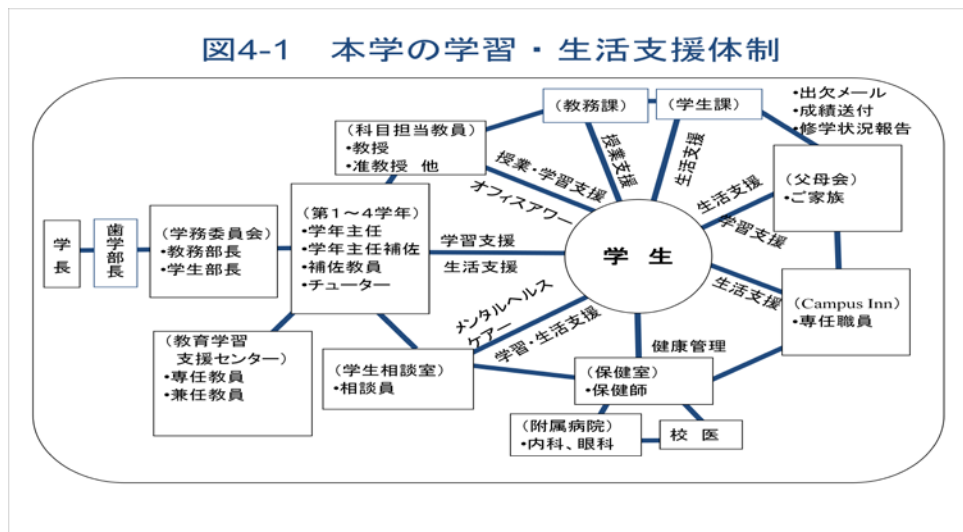 図4-1 本学の学習・生活支援体制
・出欠メール
・成績送付
・修学状況報告
（教務課）
（学生課）
（科目担当教員）
・教授
・准教授 他
授業・学習支援
オフィスアワー
授業支援
生活支援
生活支援
学習支援
（父母会）
・ご家族
学長
歯学部長
（学務委員会）
・教務部長
・学生部長
（第１～４学年）
・学年主任
・学年主任補佐
・補佐教員
・チューター
学習支援
生活支援
学 生
生活支援
（Campus Inn）
・専任職員
メンタルヘルス
ケアー
学習・生活支援
健康管理
（教育学習
支援センター）
・専任教員
・兼任教員
（学生相談室）
・相談員
（保健室）
・保健師
（附属病院）
・内科、眼科
校 医